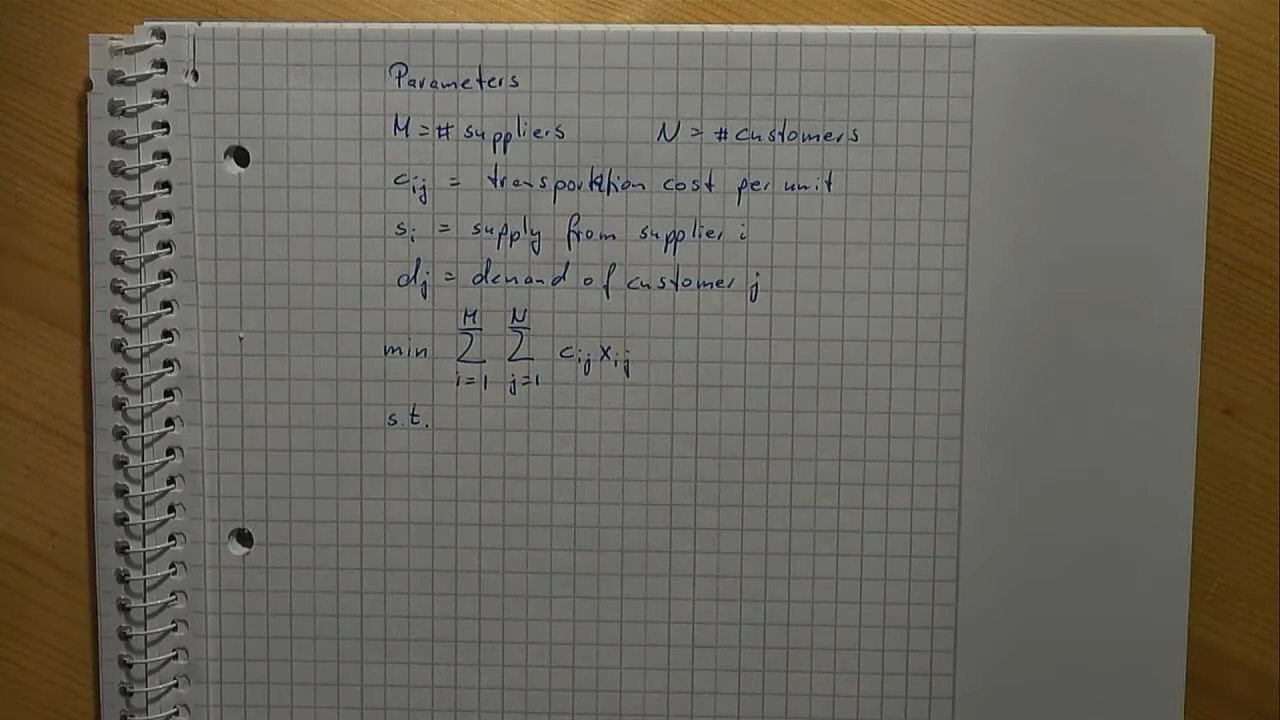 Parameters
M = # suppliers N = # customers
cij = transportation cost per unit
si = supply from supplier i
dj = demand of customer j
min M∑i=1 N∑j=1 cij xij
s.t.